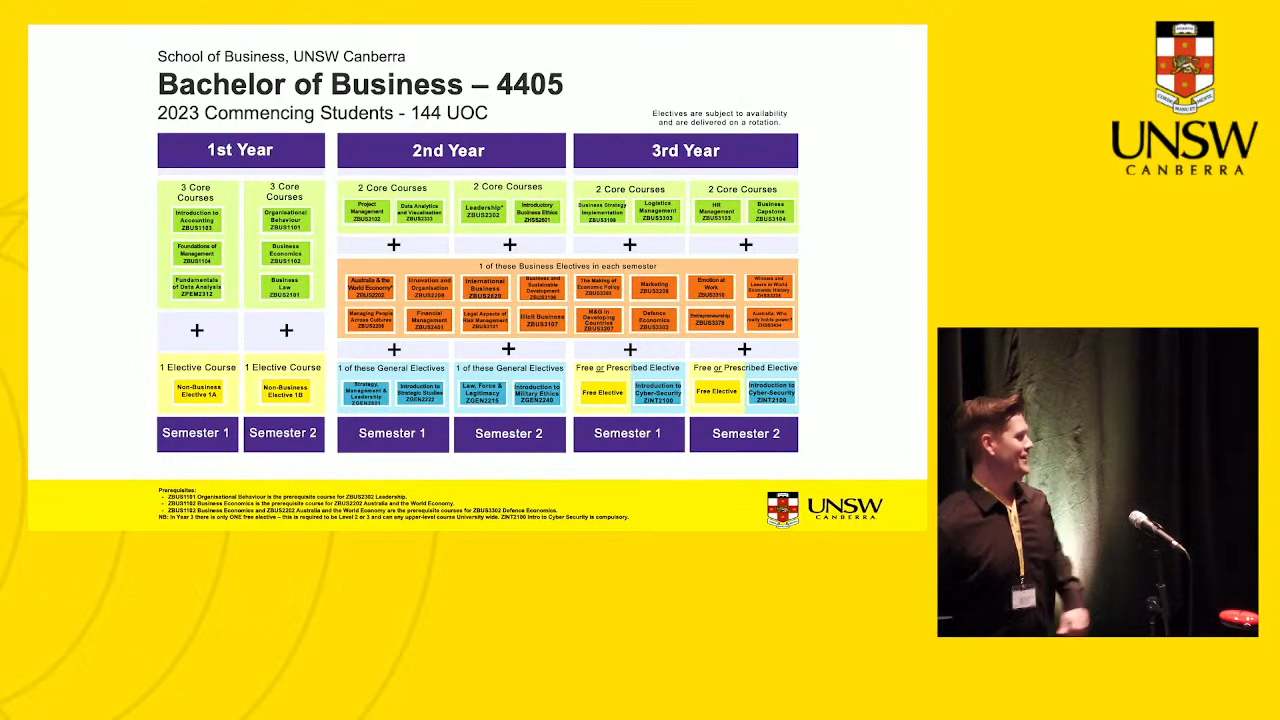 School of Business, UNSW Canberra
Bachelor of Business – 4405
2023 Commencing Students - 144 UOC
Electives are subject to availability
and are delivered on a rotation.
1st Year
2nd Year
3rd Year
3 Core
Courses
Introduction to
Accounting
ZBUS1103
Foundations of
Management
ZBUS1104
Fundamentals
of Data Analysis
ZPEM2312
3 Core
Courses
Organisational
Behaviour
ZBUS1101
Business
Economics
ZBUS1102
Business
Law
ZBUS2101
2 Core Courses
Project
Management
ZBUS3102
Data Analytics
and Visualisation
ZBUS2333
2 Core Courses
Leadership*
ZBUS2302
Introductory
Business Ethics
ZHSS2601
2 Core Courses
Business Strategy
Implementation
ZBUS3106
Logistics
Management
ZBUS3303
2 Core Courses
HR
Management
ZBUS3103
Business
Capstone
ZBUS3104
+
+
+
+
+
+
1 of these Business Electives in each semester
Australia & the
World Economy*
ZBUS2202
Innovation and
Organisation
ZBUS2208
International
Business
ZBUS2820
Business and
Sustainable
Development
The Making of
Economic Policy
Marketing
ZBUS3208
Emotion at
Work
ZBUS3310
Winners and
Losers in World
Economic History
Managing People
Across Cultures
ZBUS2206
Financial
Management
ZBUS2401
Legal Aspects of
Risk Management
ZBUS3101
Illicit Business
ZBUS3107
M&G in
Developing
Countries
ZBUS3207
Defence
Economics
ZBUS3302
Entrepreneurship
ZBUS3378
Australia: Who
really holds power?
ZHSS3434
+
+
+
+
1 Elective Course
Non-Business
Elective 1A
1 Elective Course
Non-Business
Elective 1B
1 of these General Electives
Strategy,
Management &
Leadership
Introduction to
Strategic Studies
ZGEN2222
1 of these General Electives
Law, Force &
Legitimacy
ZGEN2215
Introduction to
Military Ethics
ZGEN2240
Free or Prescribed Elective
Free Elective
Introduction to
Cyber-Security
ZINT2100
Free or Prescribed Elective
Free Elective
Introduction to
Cyber-Security
ZINT2100
Semester 1
Semester 2
Semester 1
Semester 2
Semester 1
Semester 2
Prerequisites:
- ZBUS1101 Organisational Behaviour is the prerequisite course for ZBUS2302 Leadership.
- ZBUS1102 Business Economics is the prerequisite course for ZBUS2202 Australia and the World Economy.
- ZBUS1102 Business Economics and ZBUS2202 Australia and the World Economy are the prerequisite courses for ZBUS3302 Defence Economics.
NB: In Year 3 there is only ONE free elective – this is required to be Level 2 or 3 and can any upper-level course University wide. ZINT2100 Intro to Cyber Security is compulsory.
UNSW
CANBERRA
UNSW
CANBERRA